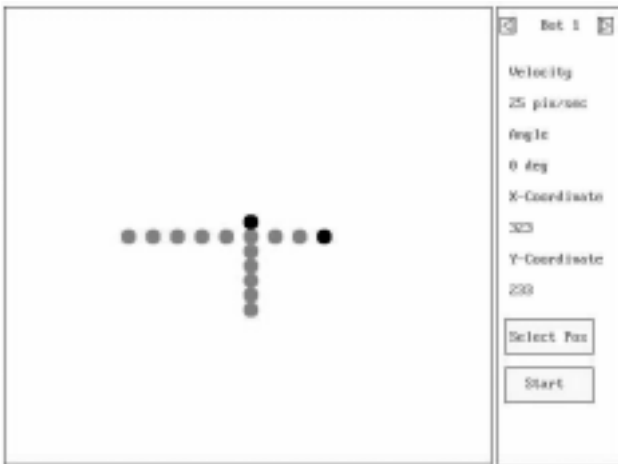 Bot 1
Velocity
25 pix/sec
Angle
0 deg
X-Coordinate
323
Y-Coordinate
233
Select Pos
Start